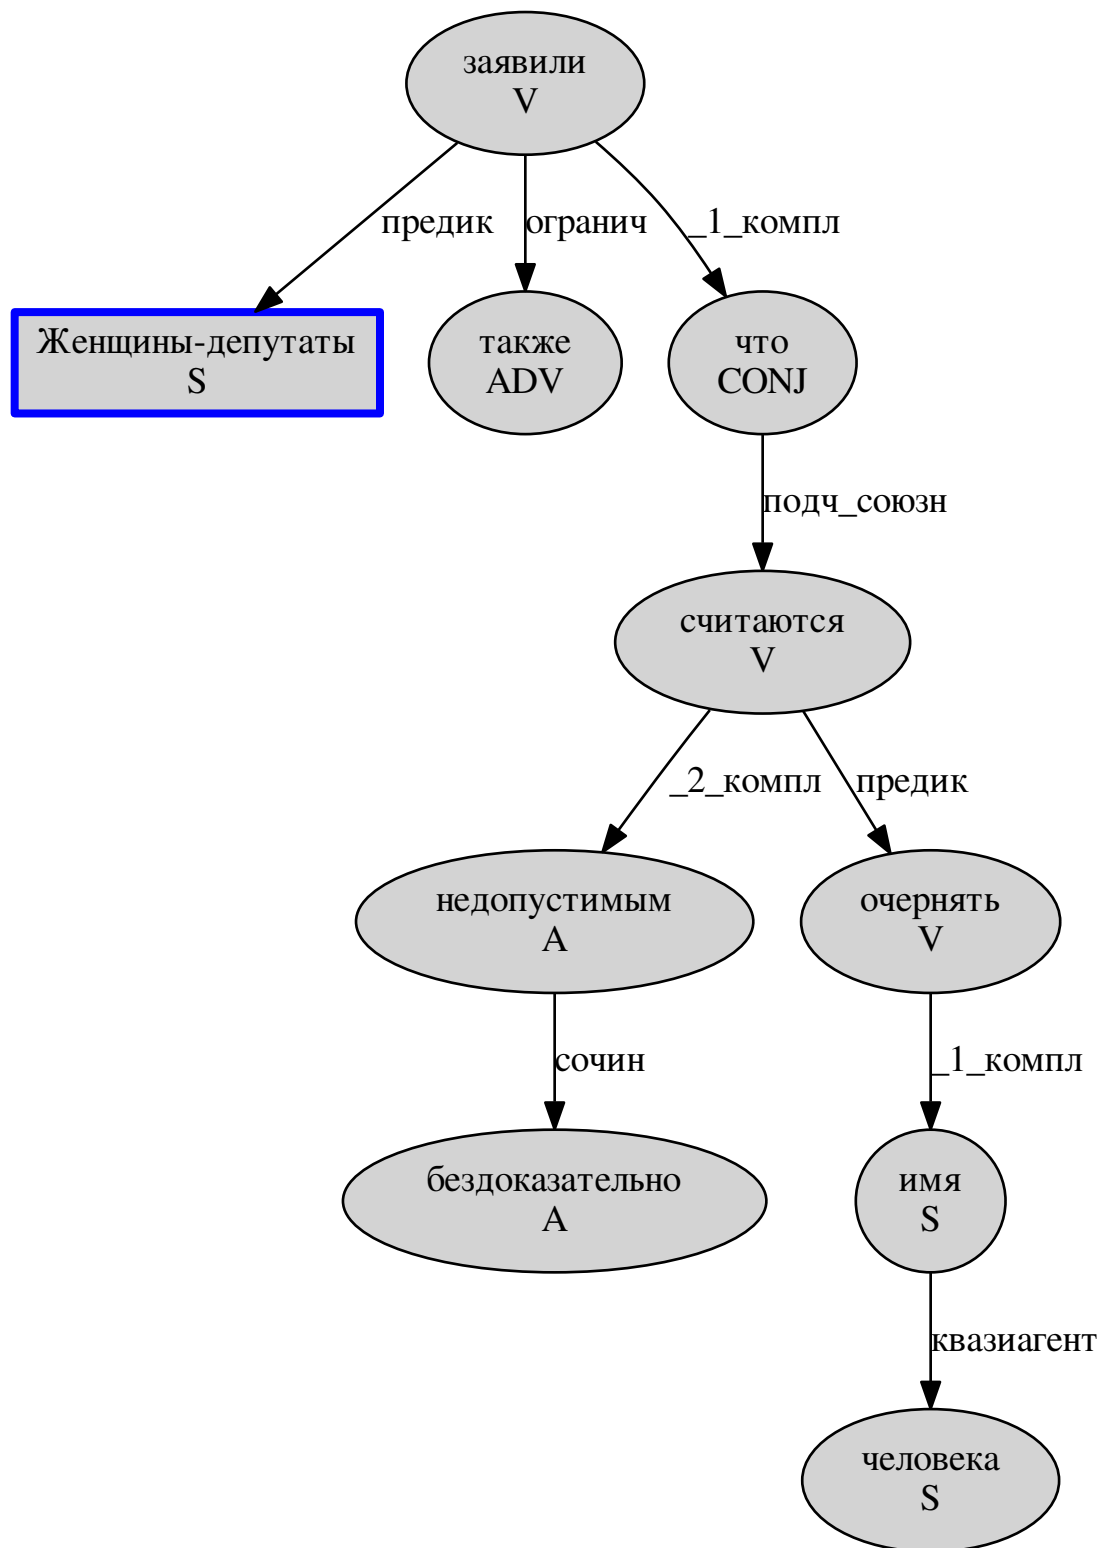 заявили
V
предик
огранич
_1_компл
Женщины-депутаты
S
также
ADV
что
CONJ
подч_союзн
считаются
V
_2_компл
предик
недопустимым
A
очернять
V
сочин
_1_компл
бездоказательно
A
имя
S
квазиагент
человека
S